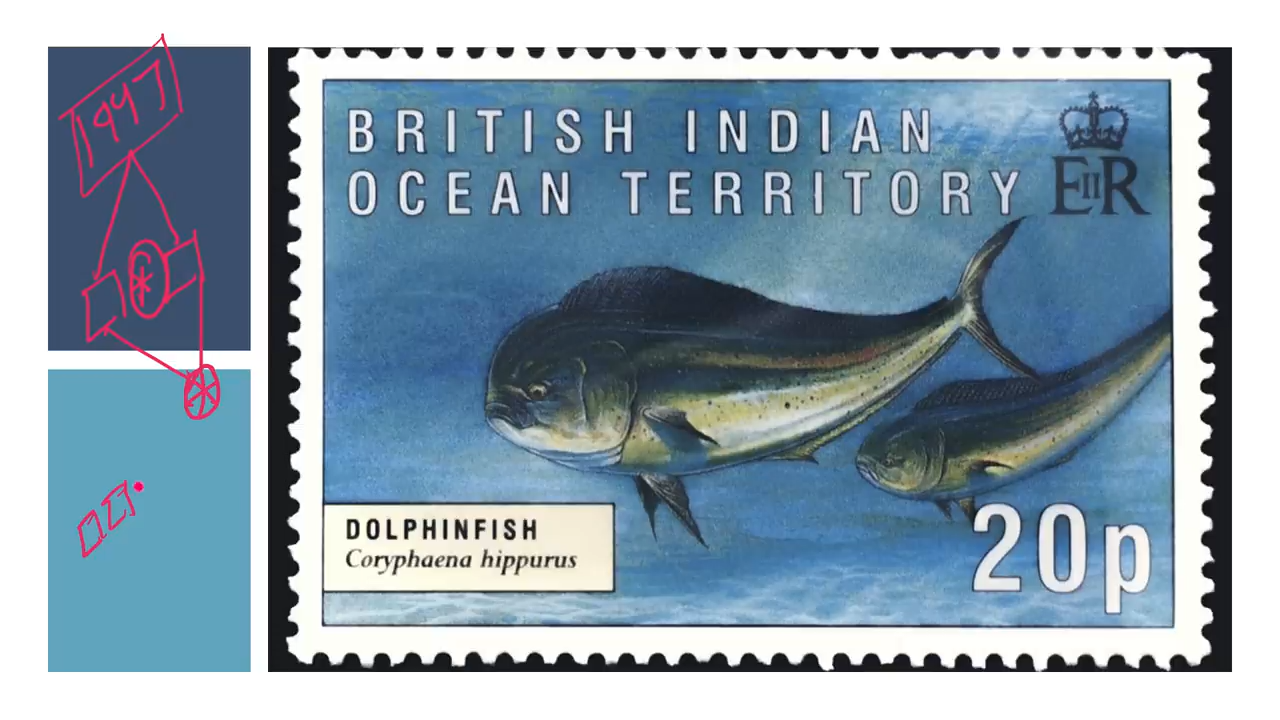 1947
BRITISH INDIAN
OCEAN TERRITORY
EIIR
DOLPHINFISH
Coryphaena hippurus
20p